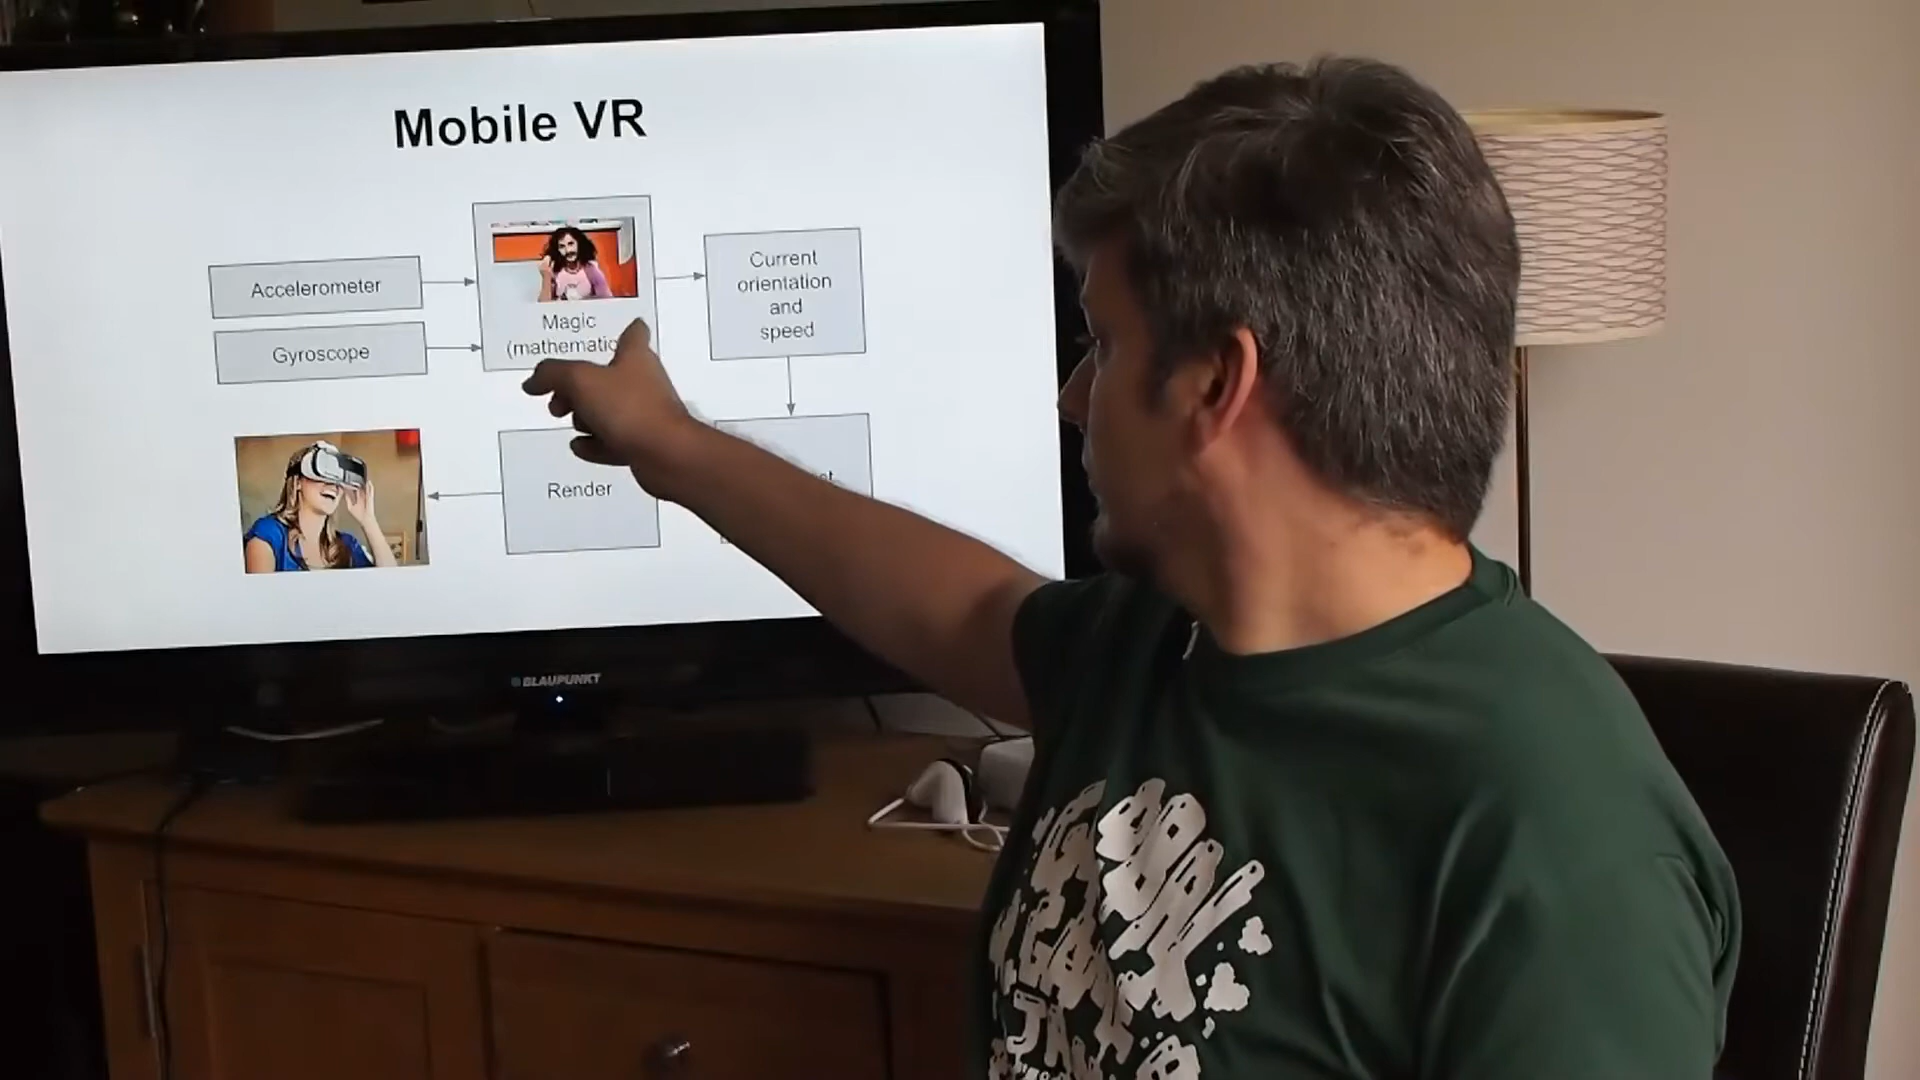 Mobile VR
Accelerometer
Gyroscope
Magic
Current
orientation
and
speed
Render
BLAUPUNKT